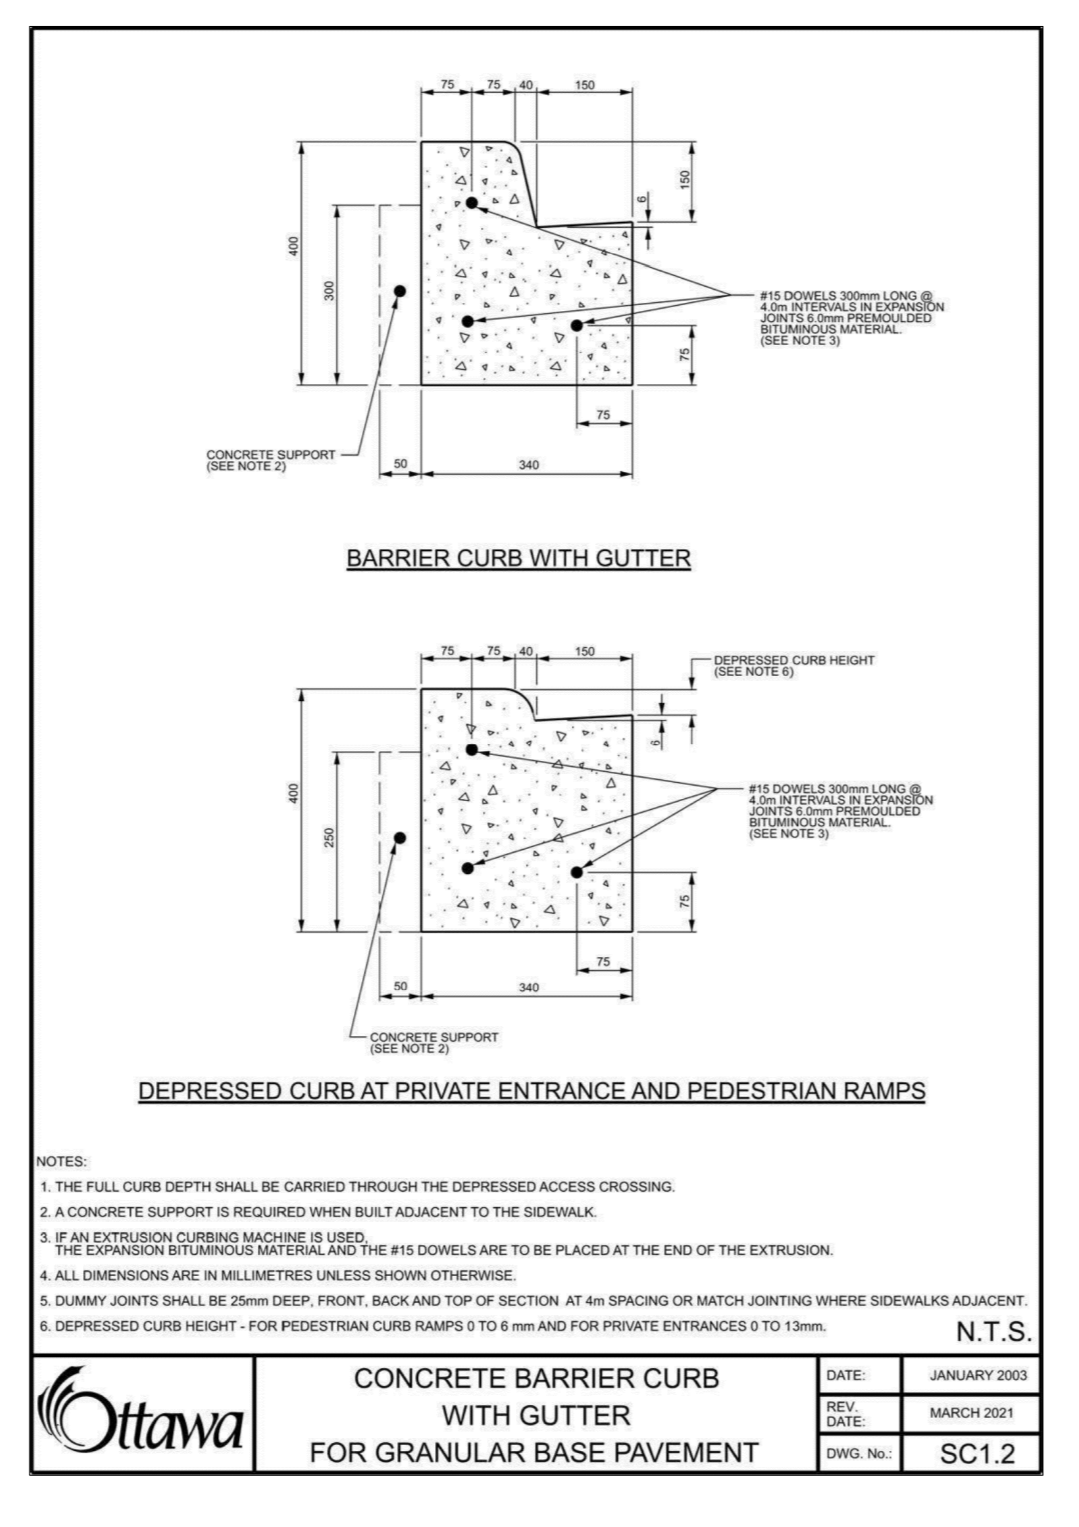 75 75 40 150
150
6
400
300
#15 DOWELS 300mm LONG @
4.0m INTERVALS IN EXPANSION
JOINTS 6.0mm PREMOULDED
BITUMINOUS MATERIAL.
(SEE NOTE 3)
75
75
CONCRETE SUPPORT
(SEE NOTE 2)
50 340
BARRIER CURB WITH GUTTER
75 75 40 150
DEPRESSED CURB HEIGHT
(SEE NOTE 6)
6
400
250
#15 DOWELS 300mm LONG @
4.0m INTERVALS IN EXPANSION
JOINTS 6.0mm PREMOULDED
BITUMINOUS MATERIAL.
(SEE NOTE 3)
75
75
50 340
CONCRETE SUPPORT
(SEE NOTE 2)
DEPRESSED CURB AT PRIVATE ENTRANCE AND PEDESTRIAN RAMPS
NOTES:
1. THE FULL CURB DEPTH SHALL BE CARRIED THROUGH THE DEPRESSED ACCESS CROSSING.
2. A CONCRETE SUPPORT IS REQUIRED WHEN BUILT ADJACENT TO THE SIDEWALK.
3. IF AN EXTRUSION CURBING MACHINE IS USED,
THE EXPANSION BITUMINOUS MATERIAL AND THE #15 DOWELS ARE TO BE PLACED AT THE END OF THE EXTRUSION.
4. ALL DIMENSIONS ARE IN MILLIMETRES UNLESS SHOWN OTHERWISE.
5. DUMMY JOINTS SHALL BE 25mm DEEP, FRONT, BACK AND TOP OF SECTION AT 4m SPACING OR MATCH JOINTING WHERE SIDEWALKS ADJACENT.
6. DEPRESSED CURB HEIGHT - FOR PEDESTRIAN CURB RAMPS 0 TO 6 mm AND FOR PRIVATE ENTRANCES 0 TO 13mm.
N.T.S.
Ottawa
CONCRETE BARRIER CURB
WITH GUTTER
FOR GRANULAR BASE PAVEMENT
DATE: JANUARY 2003
REV.
DATE: MARCH 2021
DWG. No.: SC1.2